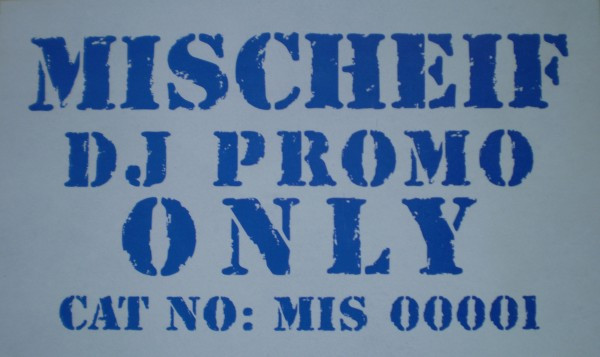 MISCHEIF
DJ PROMO
ONLY
CAT NO: MIS 00001